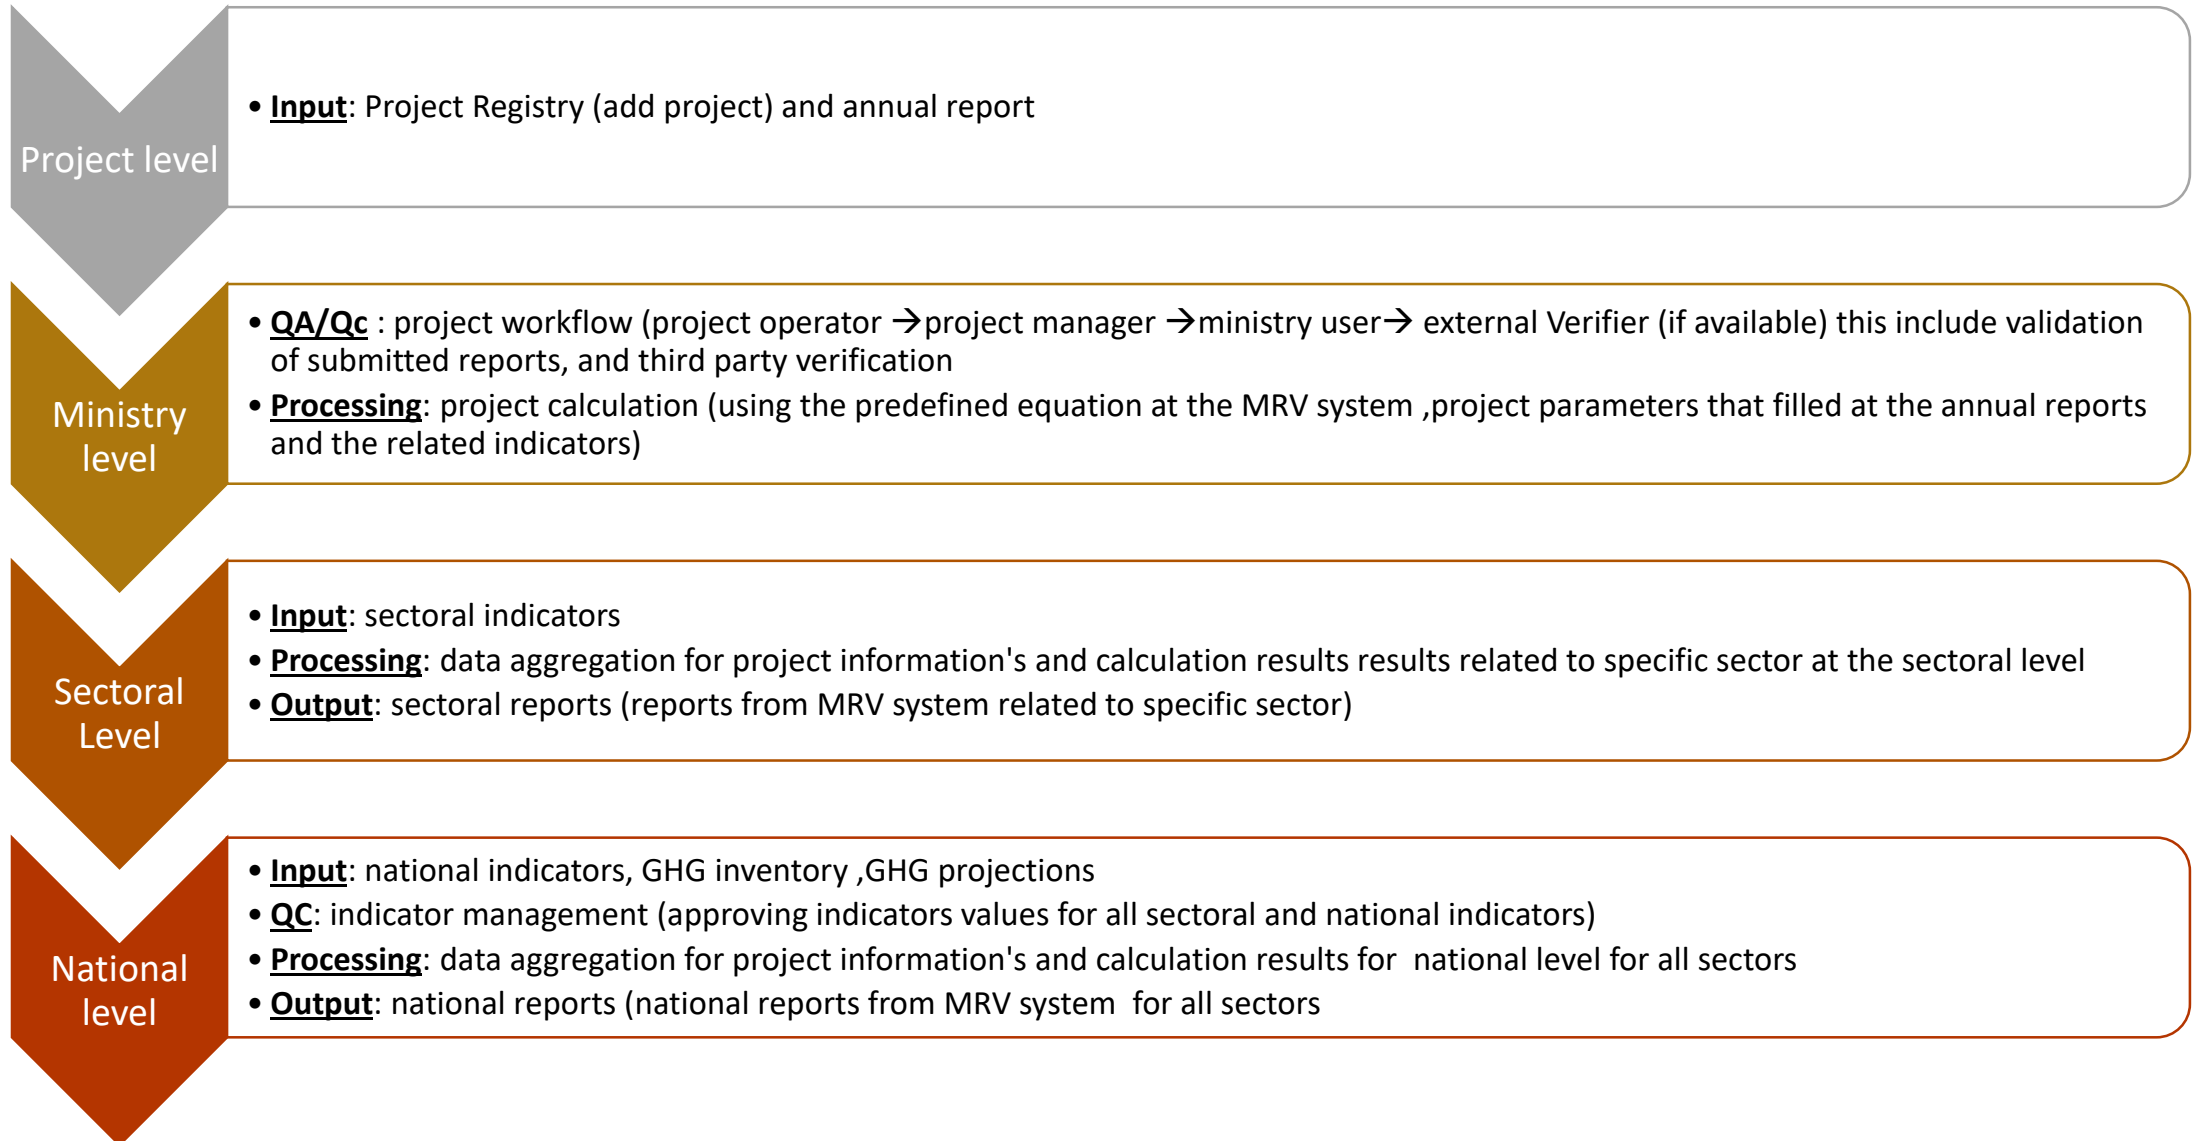 Project level
• Input: Project Registry (add project) and annual report
Ministry
level
• QA/Qc : project workflow (project operator →project manager →ministry user→ external Verifier (if available) this include validation
of submitted reports, and third party verification
• Processing: project calculation (using the predefined equation at the MRV system ,project parameters that filled at the annual reports
and the related indicators)
Sectoral
Level
• Input: sectoral indicators
• Processing: data aggregation for project information's and calculation results results related to specific sector at the sectoral level
• Output: sectoral reports (reports from MRV system related to specific sector)
National
level
• Input: national indicators, GHG inventory ,GHG projections
• QC: indicator management (approving indicators values for all sectoral and national indicators)
• Processing: data aggregation for project information's and calculation results for  national level for all sectors
• Output: national reports (national reports from MRV system  for all sectors